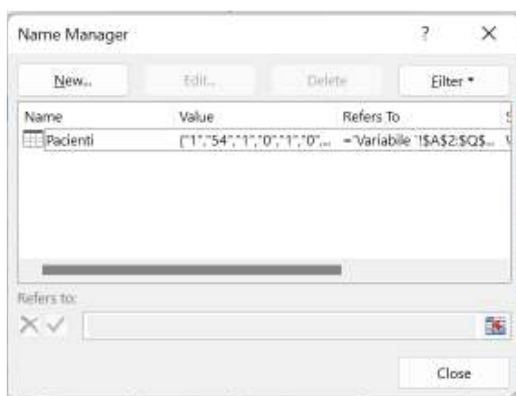 Name Manager ? ×
New... Edit... Delete Filter
Name Value Refers To
Pacienti {"1","54","1","0","1","0",... ='Variabile '!$A$2:$Q$...
Refers to:
Close